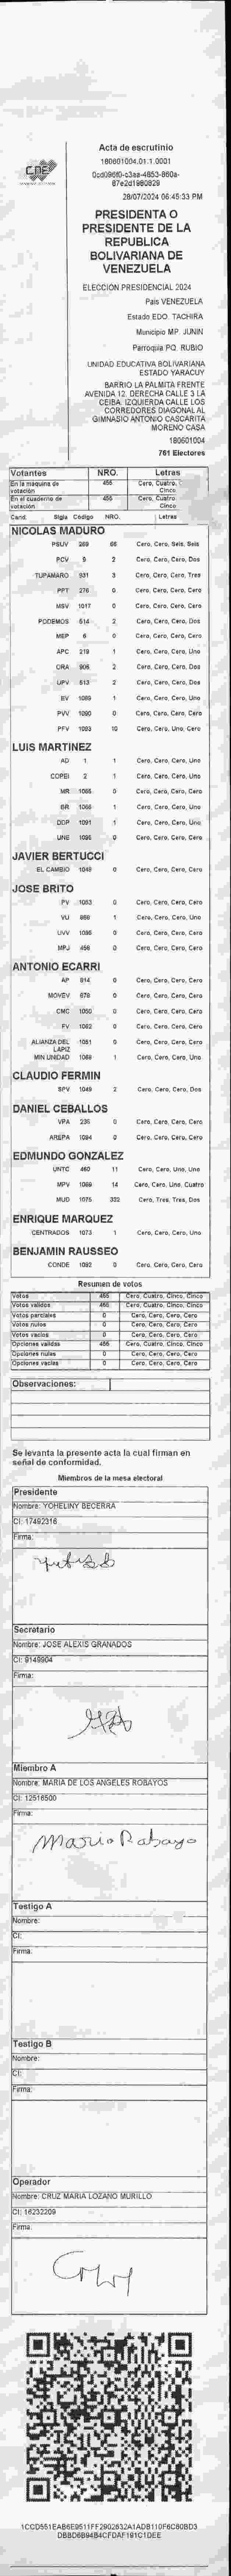 CNE
Acta de escrutinio
180601004.01.1.0001
28/07/2024 06:45:33 PM
PRESIDENTA O
PRESIDENTE DE LA
REPUBLICA
BOLIVARIANA DE
VENEZUELA
ELECCIÓN PRESIDENCIAL 2024
País VENEZUELA
Estado EDO. TACHIRA
Municipio MP. JUNIN
Parroquia PQ. RUBIO
UNIDAD EDUCATIVA BOLIVARIANA
ESTADO YARACUY
BARRIO LA PALMITA FRENTE
AVENIDA 12. DERECHA CALLE 3 LA
CEIBA. IZQUIERDA CALLE LOS
CORREDORES DIAGONAL AL
GIMNASIO ANTONIO CASCARITA
MORENO CASA
180601004
761 Electores
Votantes NRO. Letras
En la maquina de votación 455 Cero, Cuatro, Cinco
En el cuaderno de votación 455 Cero, Cuatro Cinco
Cand. Sigla Código NRO. Letras
NICOLAS MADURO
PSUV 269 66 Cero, Cero, Seis, Seis
PCV 9 2 Cero, Cero, Cero, Dos
TUPAMARO 931 3 Cero, Cero, Cero, Tres
PPT 276 0 Cero, Cero, Cero, Cero
MSV 1017 0 Cero, Cero, Cero, Cero
PODEMOS 514 2 Cero, Cero, Cero, Dos
MEP 6 0 Cero, Cero, Cero, Cero
APC 219 1 Cero, Cero, Cero, Uno
ORA 906 2 Cero, Cero, Cero, Dos
UPV 513 2 Cero, Cero, Cero, Dos
EV 1089 1 Cero, Cero, Cero, Uno
PVV 1090 0 Cero, Cero, Cero, Cero
PFV 1093 10 Cero, Cero, Uno, Cero
LUIS MARTINEZ
AD 1 1 Cero, Cero, Cero, Uno
COPEI 2 1 Cero, Cero, Cero, Uno
MR 1065 0 Cero, Cero, Cero, Cero
BR 1066 1 Cero, Cero, Cero, Uno
DDP 1091 1 Cero, Cero, Cero, Uno
UNE 1095 0 Cero, Cero, Cero, Cero
JAVIER BERTUCCI
EL CAMBIO 1048 0 Cero, Cero, Cero, Cero
JOSE BRITO
PV 1053 0 Cero, Cero, Cero, Cero
VU 868 1 Cero, Cero, Cero, Uno
UVV 1086 0 Cero, Cero, Cero, Cero
MPJ 456 0 Cero, Cero, Cero, Cero
ANTONIO ECARRI
AP 814 0 Cero, Cero, Cero, Cero
MOVEV 678 0 Cero, Cero, Cero, Cero
CMC 1050 0 Cero, Cero, Cero, Cero
FV 1062 0 Cero, Cero, Cero, Cero
ALIANZA DEL LAPIZ 1051 0 Cero, Cero, Cero, Cero
MIN UNIDAD 1068 1 Cero, Cero, Cero, Uno
CLAUDIO FERMIN
SPV 1049 2 Cero, Cero, Cero, Dos
DANIEL CEBALLOS
VPA 235 0 Cero, Cero, Cero, Cero
AREPA 1094 0 Cero, Cero, Cero, Cero
EDMUNDO GONZALEZ
UNTC 460 11 Cero, Cero, Uno, Uno
MPV 1069 14 Cero, Cero, Uno, Cuatro
MUD 1075 332 Cero, Tres, Tres, Dos
ENRIQUE MARQUEZ
CENTRADOS 1073 1 Cero, Cero, Cero, Uno
BENJAMIN RAUSSEO
CONDE 1092 0 Cero, Cero, Cero, Cero
Resumen de votos
Votos 455 Cero, Cuatro, Cinco, Cinco
Votos validos 455 Cero, Cuatro, Cinco, Cinco
Votos parciales 0 Cero, Cero, Cero, Cero
Votos nulos 0 Cero, Cero, Cero, Cero
Votos vacios 0 Cero, Cero, Cero, Cero
Opciones validas 455 Cero, Cuatro, Cinco, Cinco
Opciones nulas 0 Cero, Cero, Cero, Cero
Opciones vacias 0 Cero, Cero, Cero, Cero
Observaciones:
Se levanta la presente acta la cual firman en
señal de conformidad.
Miembros de la mesa electoral
Presidente
Nombre: YOHELINY BECERRA
CI: 17492316
Firma:
Secretario
Nombre: JOSE ALEXIS GRANADOS
CI: 9149904
Firma:
Miembro A
Nombre: MARIA DE LOS ANGELES ROBAYOS
CI: 12516500
Firma:
Maria Robayo
Testigo A
Nombre:
CI:
Firma:
Testigo B
Nombre:
CI:
Firma:
Operador
Nombre: CRUZ MARIA LOZANO MURILLO
CI: 16232209
Firma: